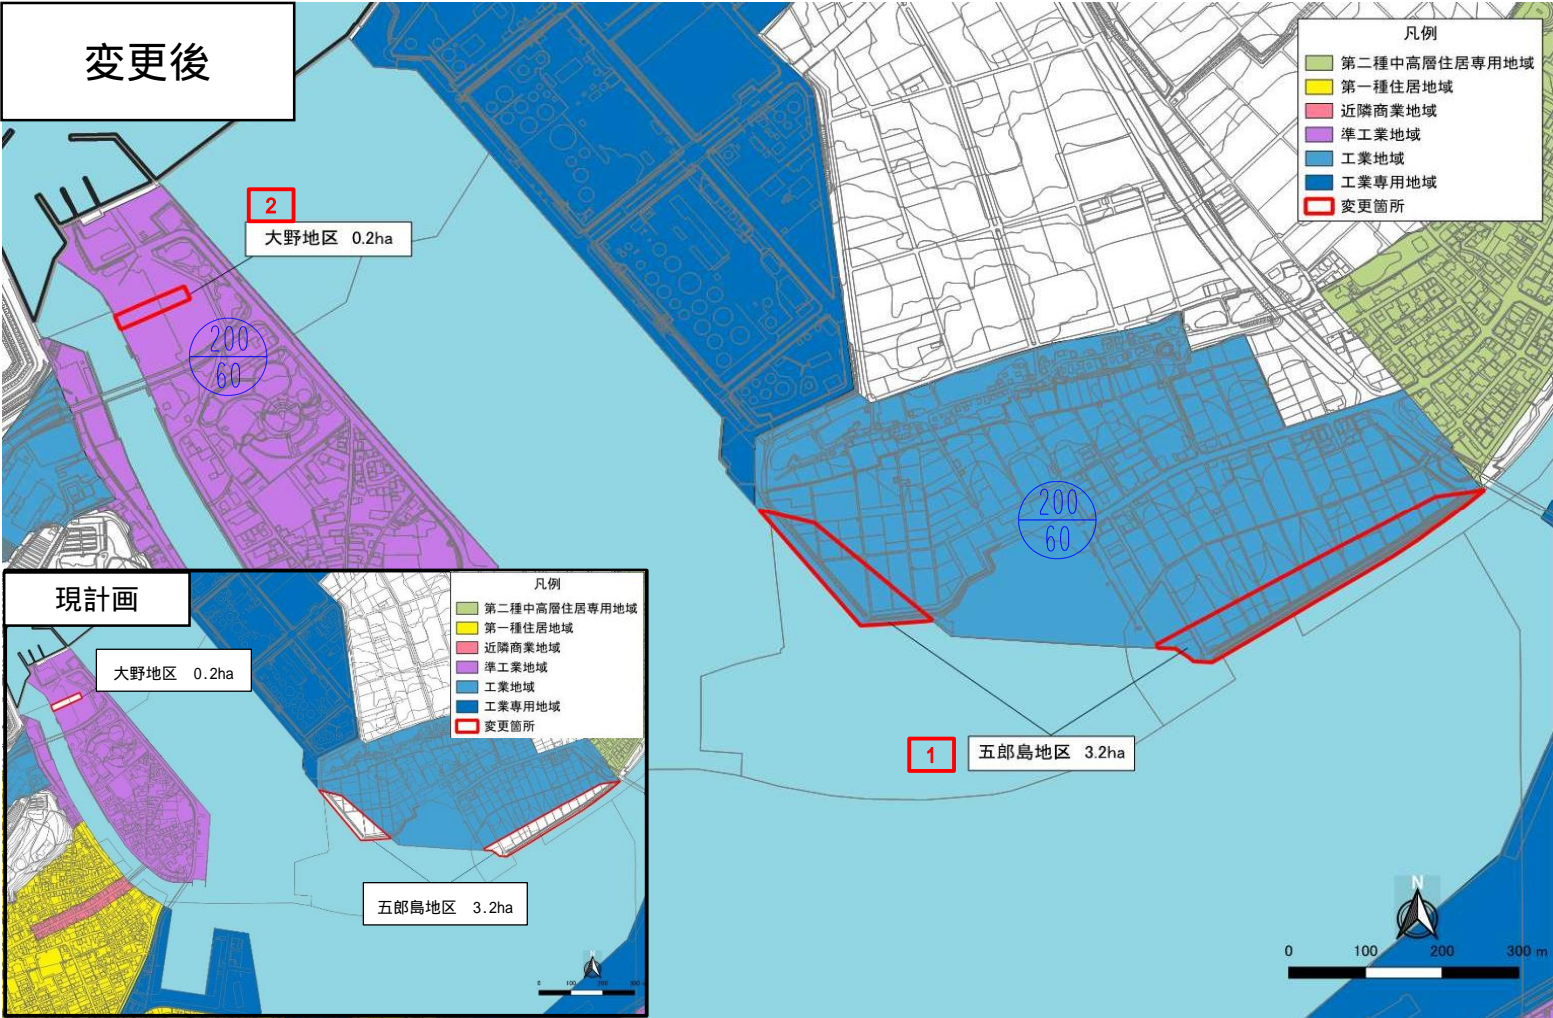 変更後
凡例
第二種中高層住居専用地域
第一種住居地域
近隣商業地域
準工業地域
工業地域
工業専用地域
変更箇所
2
大野地区 0.2ha
200
60
200
60
1
五郎島地区 3.2ha
N
0 100 200 300 m
現計画
凡例
第二種中高層住居専用地域
第一種住居地域
近隣商業地域
準工業地域
工業地域
工業専用地域
変更箇所
大野地区 0.2ha
五郎島地区 3.2ha
N
0 100 200 300